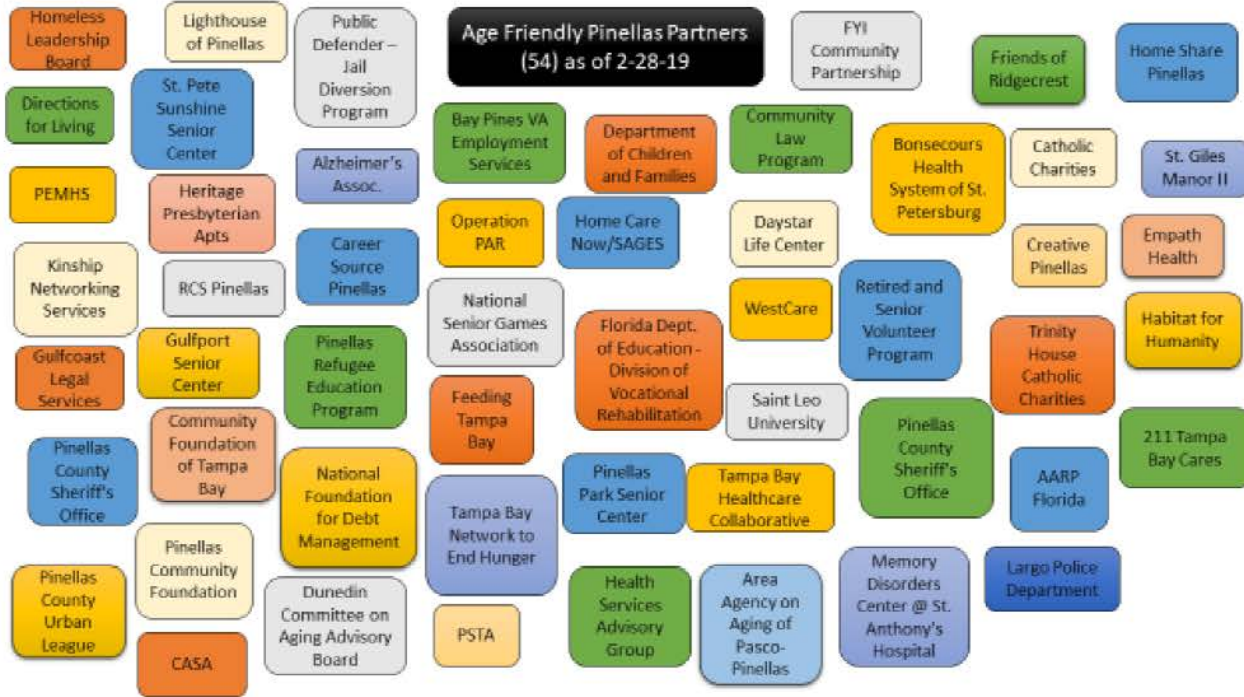 Homeless
Leadership
Board
Lighthouse
of Pinellas
Public
Defender –
Jail
Diversion
Program
Age Friendly Pinellas Partners
(54) as of 2-28-19
FYI
Community
Partnership
Friends of
Ridgecrest
Home Share
Pinellas
Directions
for Living
St. Pete
Sunshine
Senior
Center
Alzheimer's
Assoc.
Bay Pines VA
Employment
Services
Department
of Children
and Families
Community
Law
Program
Bonsecours
Health
System of St.
Petersburg
Catholic
Charities
St. Giles
Manor II
PEMHS
Heritage
Presbyterian
Apts
Career
Source
Pinellas
Operation
PAR
Home Care
Now/SAGES
Daystar
Life Center
Creative
Pinellas
Empath
Health
Kinship
Networking
Services
RCS Pinellas
National
Senior Games
Association
Florida Dept.
of Education -
Division of
Vocational
Rehabilitation
WestCare
Retired and
Senior
Volunteer
Program
Trinity
House
Catholic
Charities
Habitat for
Humanity
Gulfcoast
Legal
Services
Gulfport
Senior
Center
Pinellas
Refugee
Education
Program
Feeding
Tampa
Bay
Saint Leo
University
Pinellas
County
Sheriff's
Office
211 Tampa
Bay Cares
Pinellas
County
Sheriff's
Office
Community
Foundation
of Tampa
Bay
National
Foundation
for Debt
Management
Tampa Bay
Network to
End Hunger
Pinellas
Park Senior
Center
Tampa Bay
Healthcare
Collaborative
AARP
Florida
Pinellas
County
Urban
League
Pinellas
Community
Foundation
Dunedin
Committee on
Aging Advisory
Board
PSTA
Health
Services
Advisory
Group
Area
Agency on
Aging of
Pasco-
Pinellas
Memory
Disorders
Center @ St.
Anthony's
Hospital
Largo Police
Department
CASA